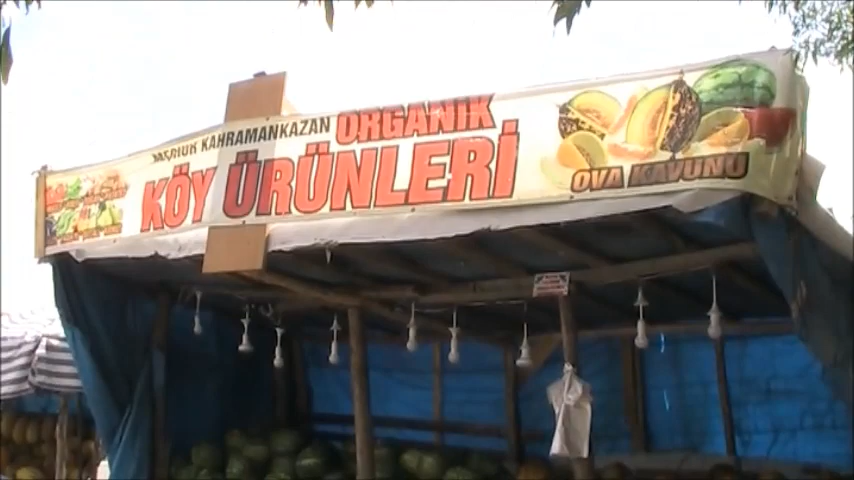 KAHRAMANKAZAN
ORGANİK
KÖY ÜRÜNLERİ
OVA KAVUNU